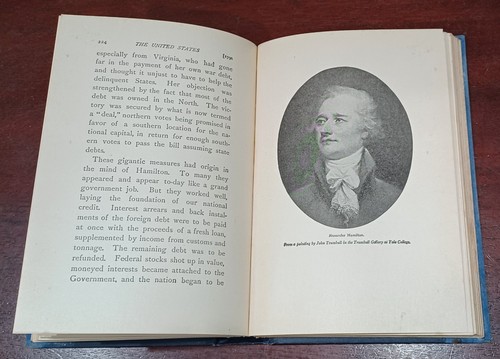 224 THE UNITED STATES [1790
especially from Virginia, who had gone
far in the payment of her own war debt,
and thought it unjust to have to help the
delinquent States. Her objection was
strengthened by the fact that most of the
debt was owned in the North. The vic-
tory was secured by what is now termed
a "deal," northern votes being promised in
favor of a southern location for the na-
tional capital, in return for enough south-
ern votes to pass the bill assuming state
debts.
These gigantic measures had origin in
the mind of Hamilton. To many they
appeared and appear to-day like a grand
government job. But they worked well,
laying the foundation of our national
credit. Interest arrears and back instal-
ments of the foreign debt were to be paid
at once with the proceeds of a fresh loan,
supplemented by income from customs and
tonnage. The remaining debt was to be
refunded. Federal stocks shot up in value,
moneyed interests became attached to the
Government, and the nation began to be
Alexander Hamilton.
From a painting by John Trumbull in the Trumbull Gallery at Yale College.